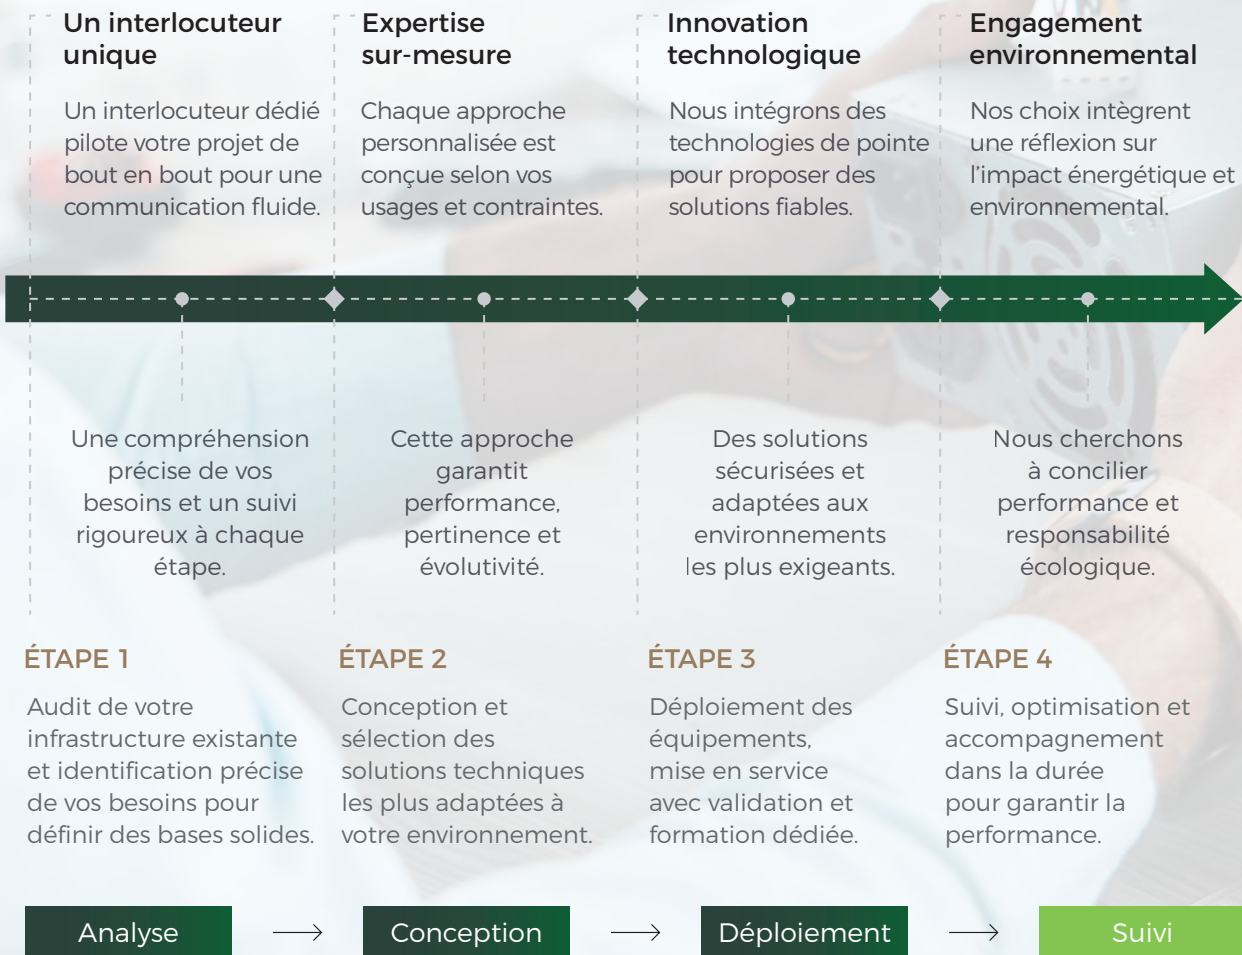 Un interlocuteur
unique
Un interlocuteur dédié
pilote votre projet de
bout en bout pour une
communication fluide.
Expertise
sur-mesure
Chaque approche
personnalisée est
conçue selon vos
usages et contraintes.
Innovation
technologique
Nous intégrons des
technologies de pointe
pour proposer des
solutions fiables.
Engagement
environnemental
Nos choix intègrent
une réflexion sur
l’impact énergétique et
environnemental.
Une compréhension
précise de vos
besoins et un suivi
rigoureux à chaque
étape.
Cette approche
garantit
performance,
pertinence et
évolutivité.
Des solutions
sécurisées et
adaptées aux
environnements
les plus exigeants.
Nous cherchons
à concilier
performance et
responsabilité
écologique.
ÉTAPE 1
Audit de votre
infrastructure existante
et identification précise
de vos besoins pour
définir des bases solides.
ÉTAPE 2
Conception et
sélection des
solutions techniques
les plus adaptées à
votre environnement.
ÉTAPE 3
Déploiement des
équipements,
mise en service
avec validation et
formation dédiée.
ÉTAPE 4
Suivi, optimisation et
accompagnement
dans la durée
pour garantir la
performance.
Analyse
Conception
Déploiement
Suivi